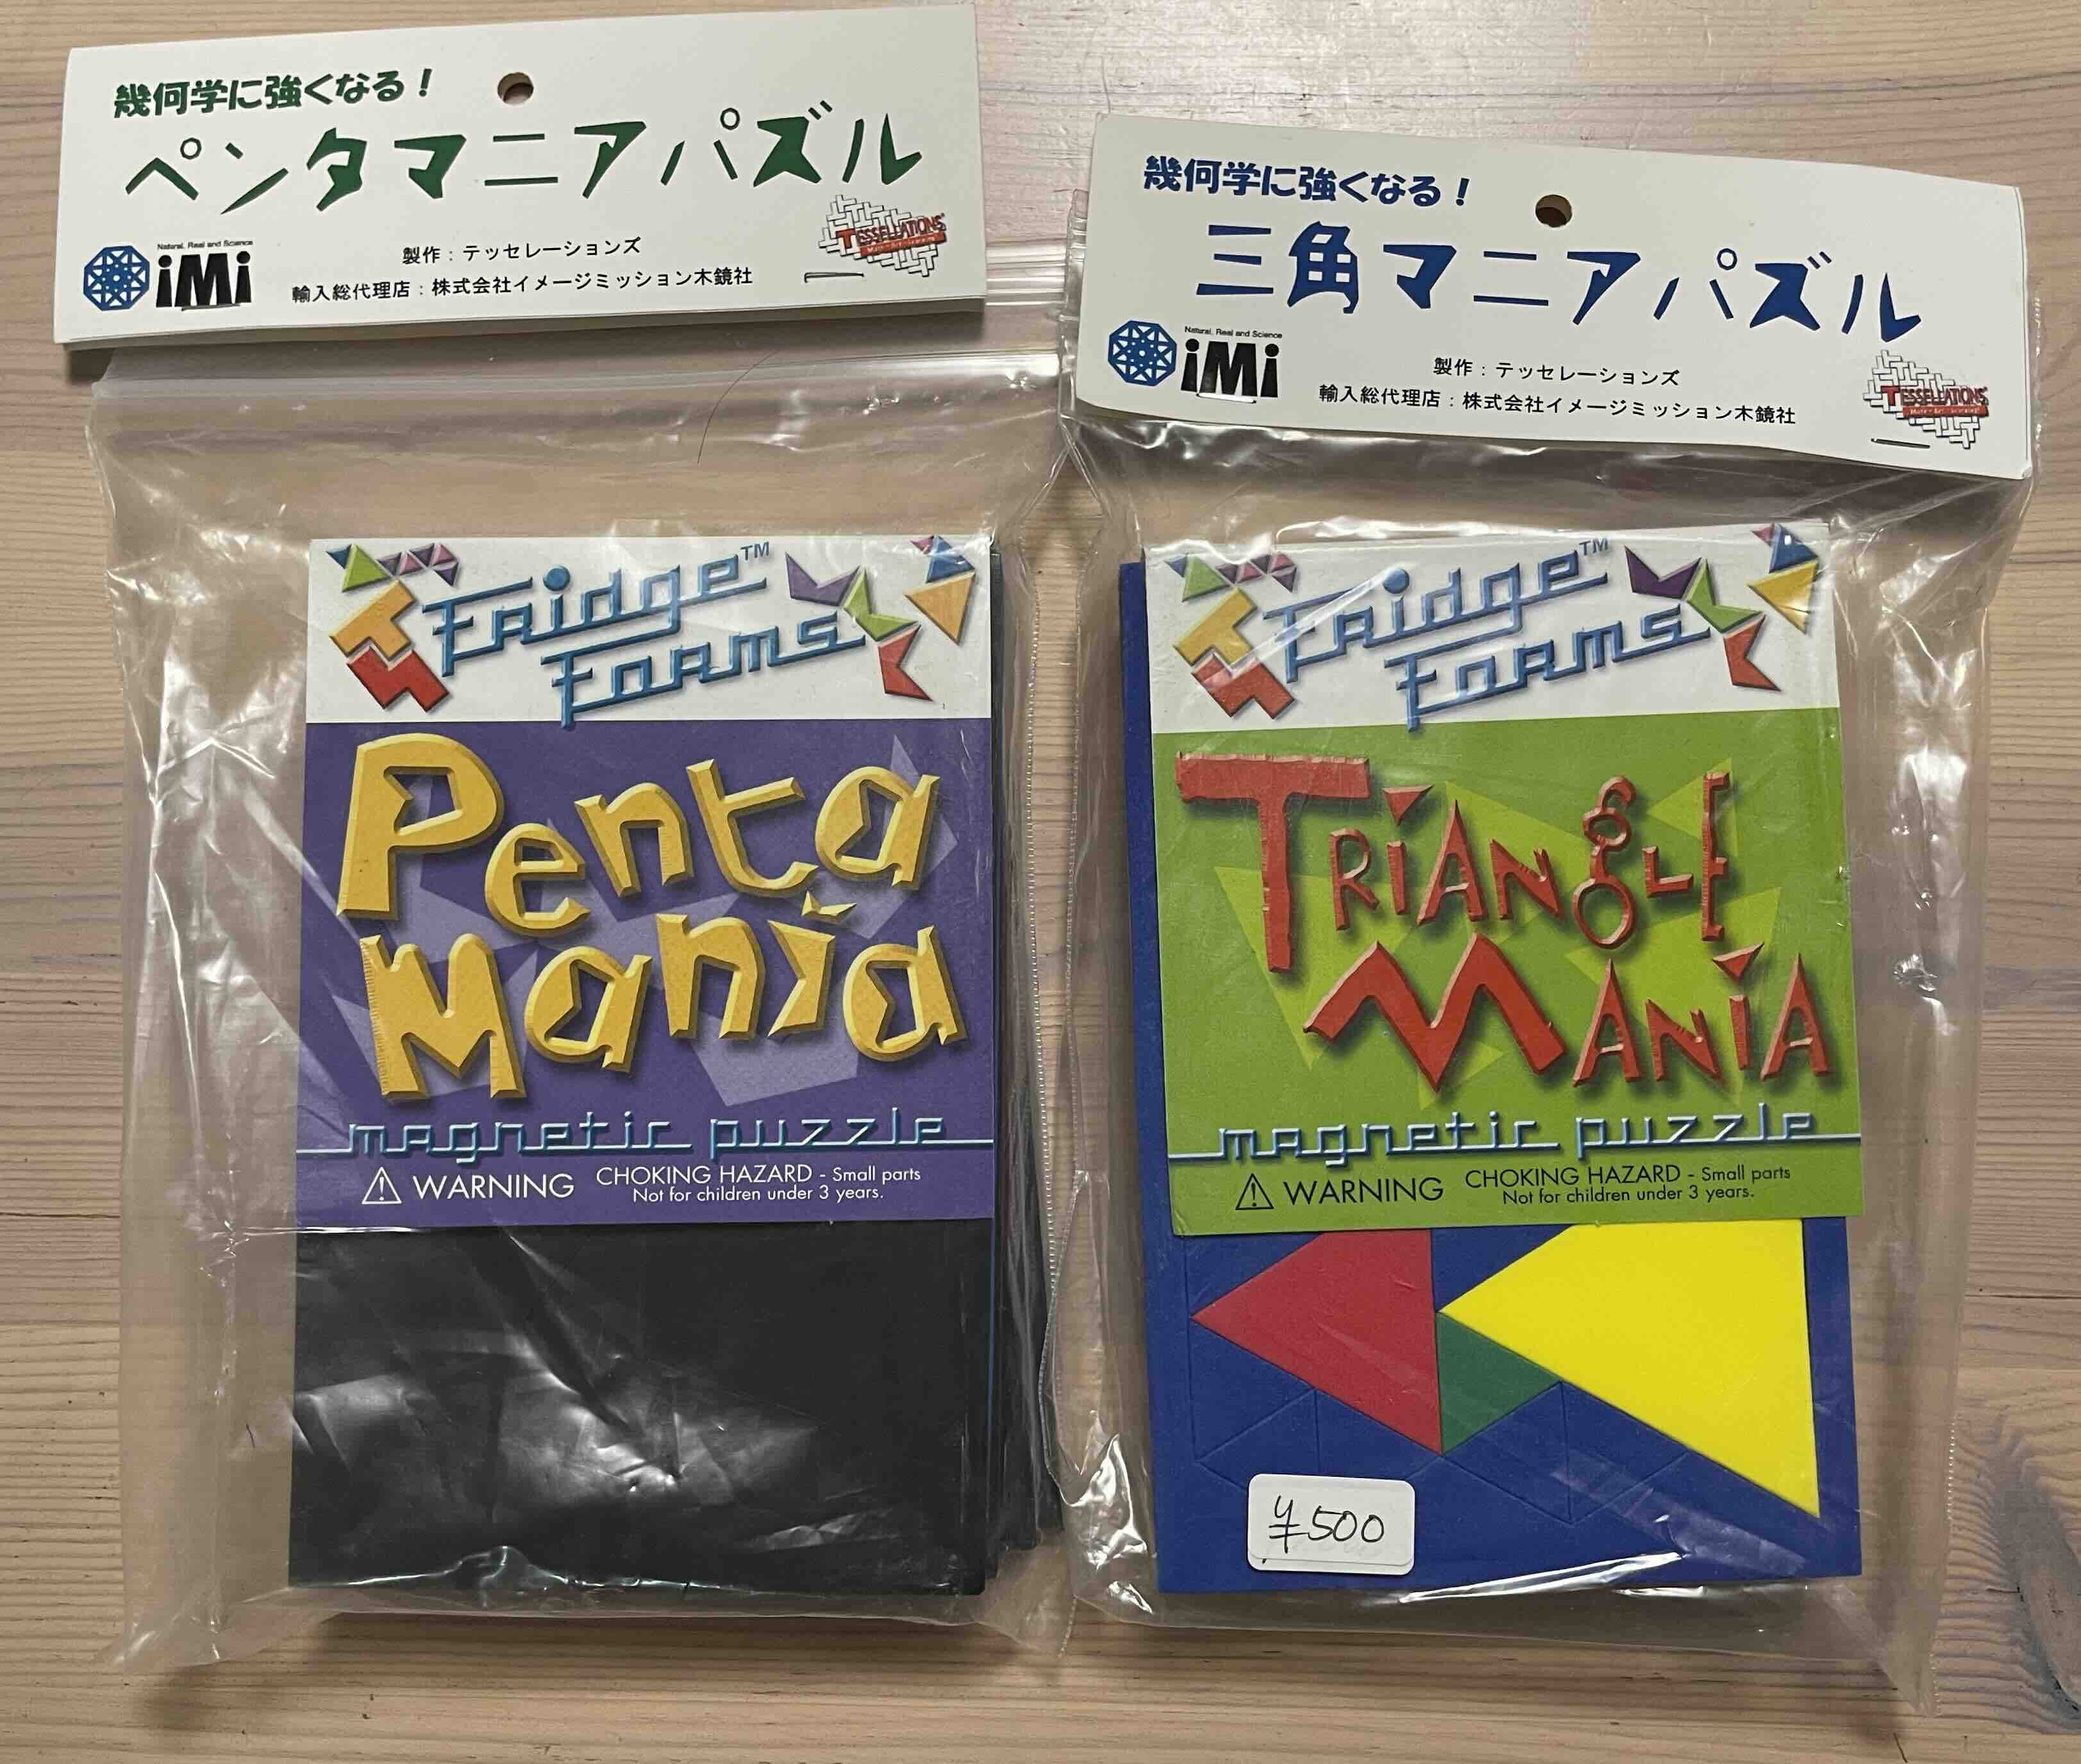 幾何学に強くなる！
ペンタマニアパズル
Natural, Real and Science
iMi
製作：テッセレーションズ
輸入総代理店：株式会社イメージミッション木鏡社
TESSELLATIONS
Fridge
Forms™
Penta
Mania
magnetic puzzle
⚠ WARNING CHOKING HAZARD - Small parts
Not for children under 3 years.
幾何学に強くなる！
三角マニアパズル
Natural, Real and Science
iMi
製作：テッセレーションズ
輸入総代理店：株式会社イメージミッション木鏡社
TESSELLATIONS
Fridge™
Forms
TRiANgLE
MANiA
magnetic puzzle
⚠ WARNING CHOKING HAZARD - Small parts
Not for children under 3 years.
¥500